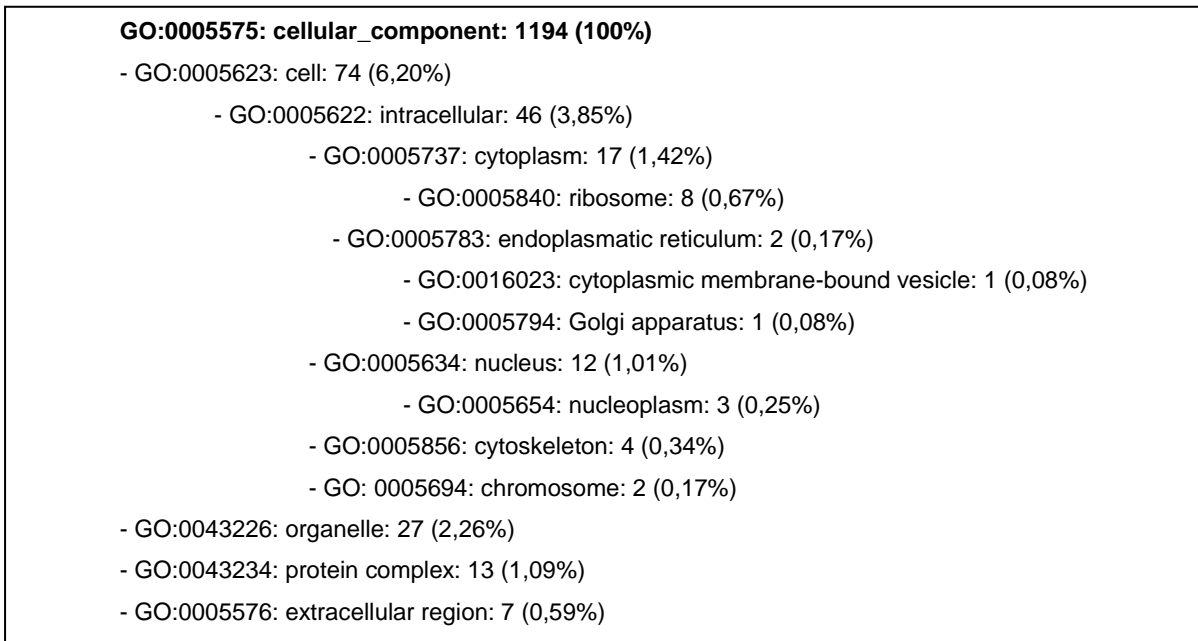 GO:0005575: cellular_component: 1194 (100%)
- GO:0005623: cell: 74 (6,20%)
- GO:0005622: intracellular: 46 (3,85%)
- GO:0005737: cytoplasm: 17 (1,42%)
- GO:0005840: ribosome: 8 (0,67%)
- GO:0005783: endoplasmatic reticulum: 2 (0,17%)
- GO:0016023: cytoplasmic membrane-bound vesicle: 1 (0,08%)
- GO:0005794: Golgi apparatus: 1 (0,08%)
- GO:0005634: nucleus: 12 (1,01%)
- GO:0005654: nucleoplasm: 3 (0,25%)
- GO:0005856: cytoskeleton: 4 (0,34%)
- GO: 0005694: chromosome: 2 (0,17%)
- GO:0043226: organelle: 27 (2,26%)
- GO:0043234: protein complex: 13 (1,09%)
- GO:0005576: extracellular region: 7 (0,59%)